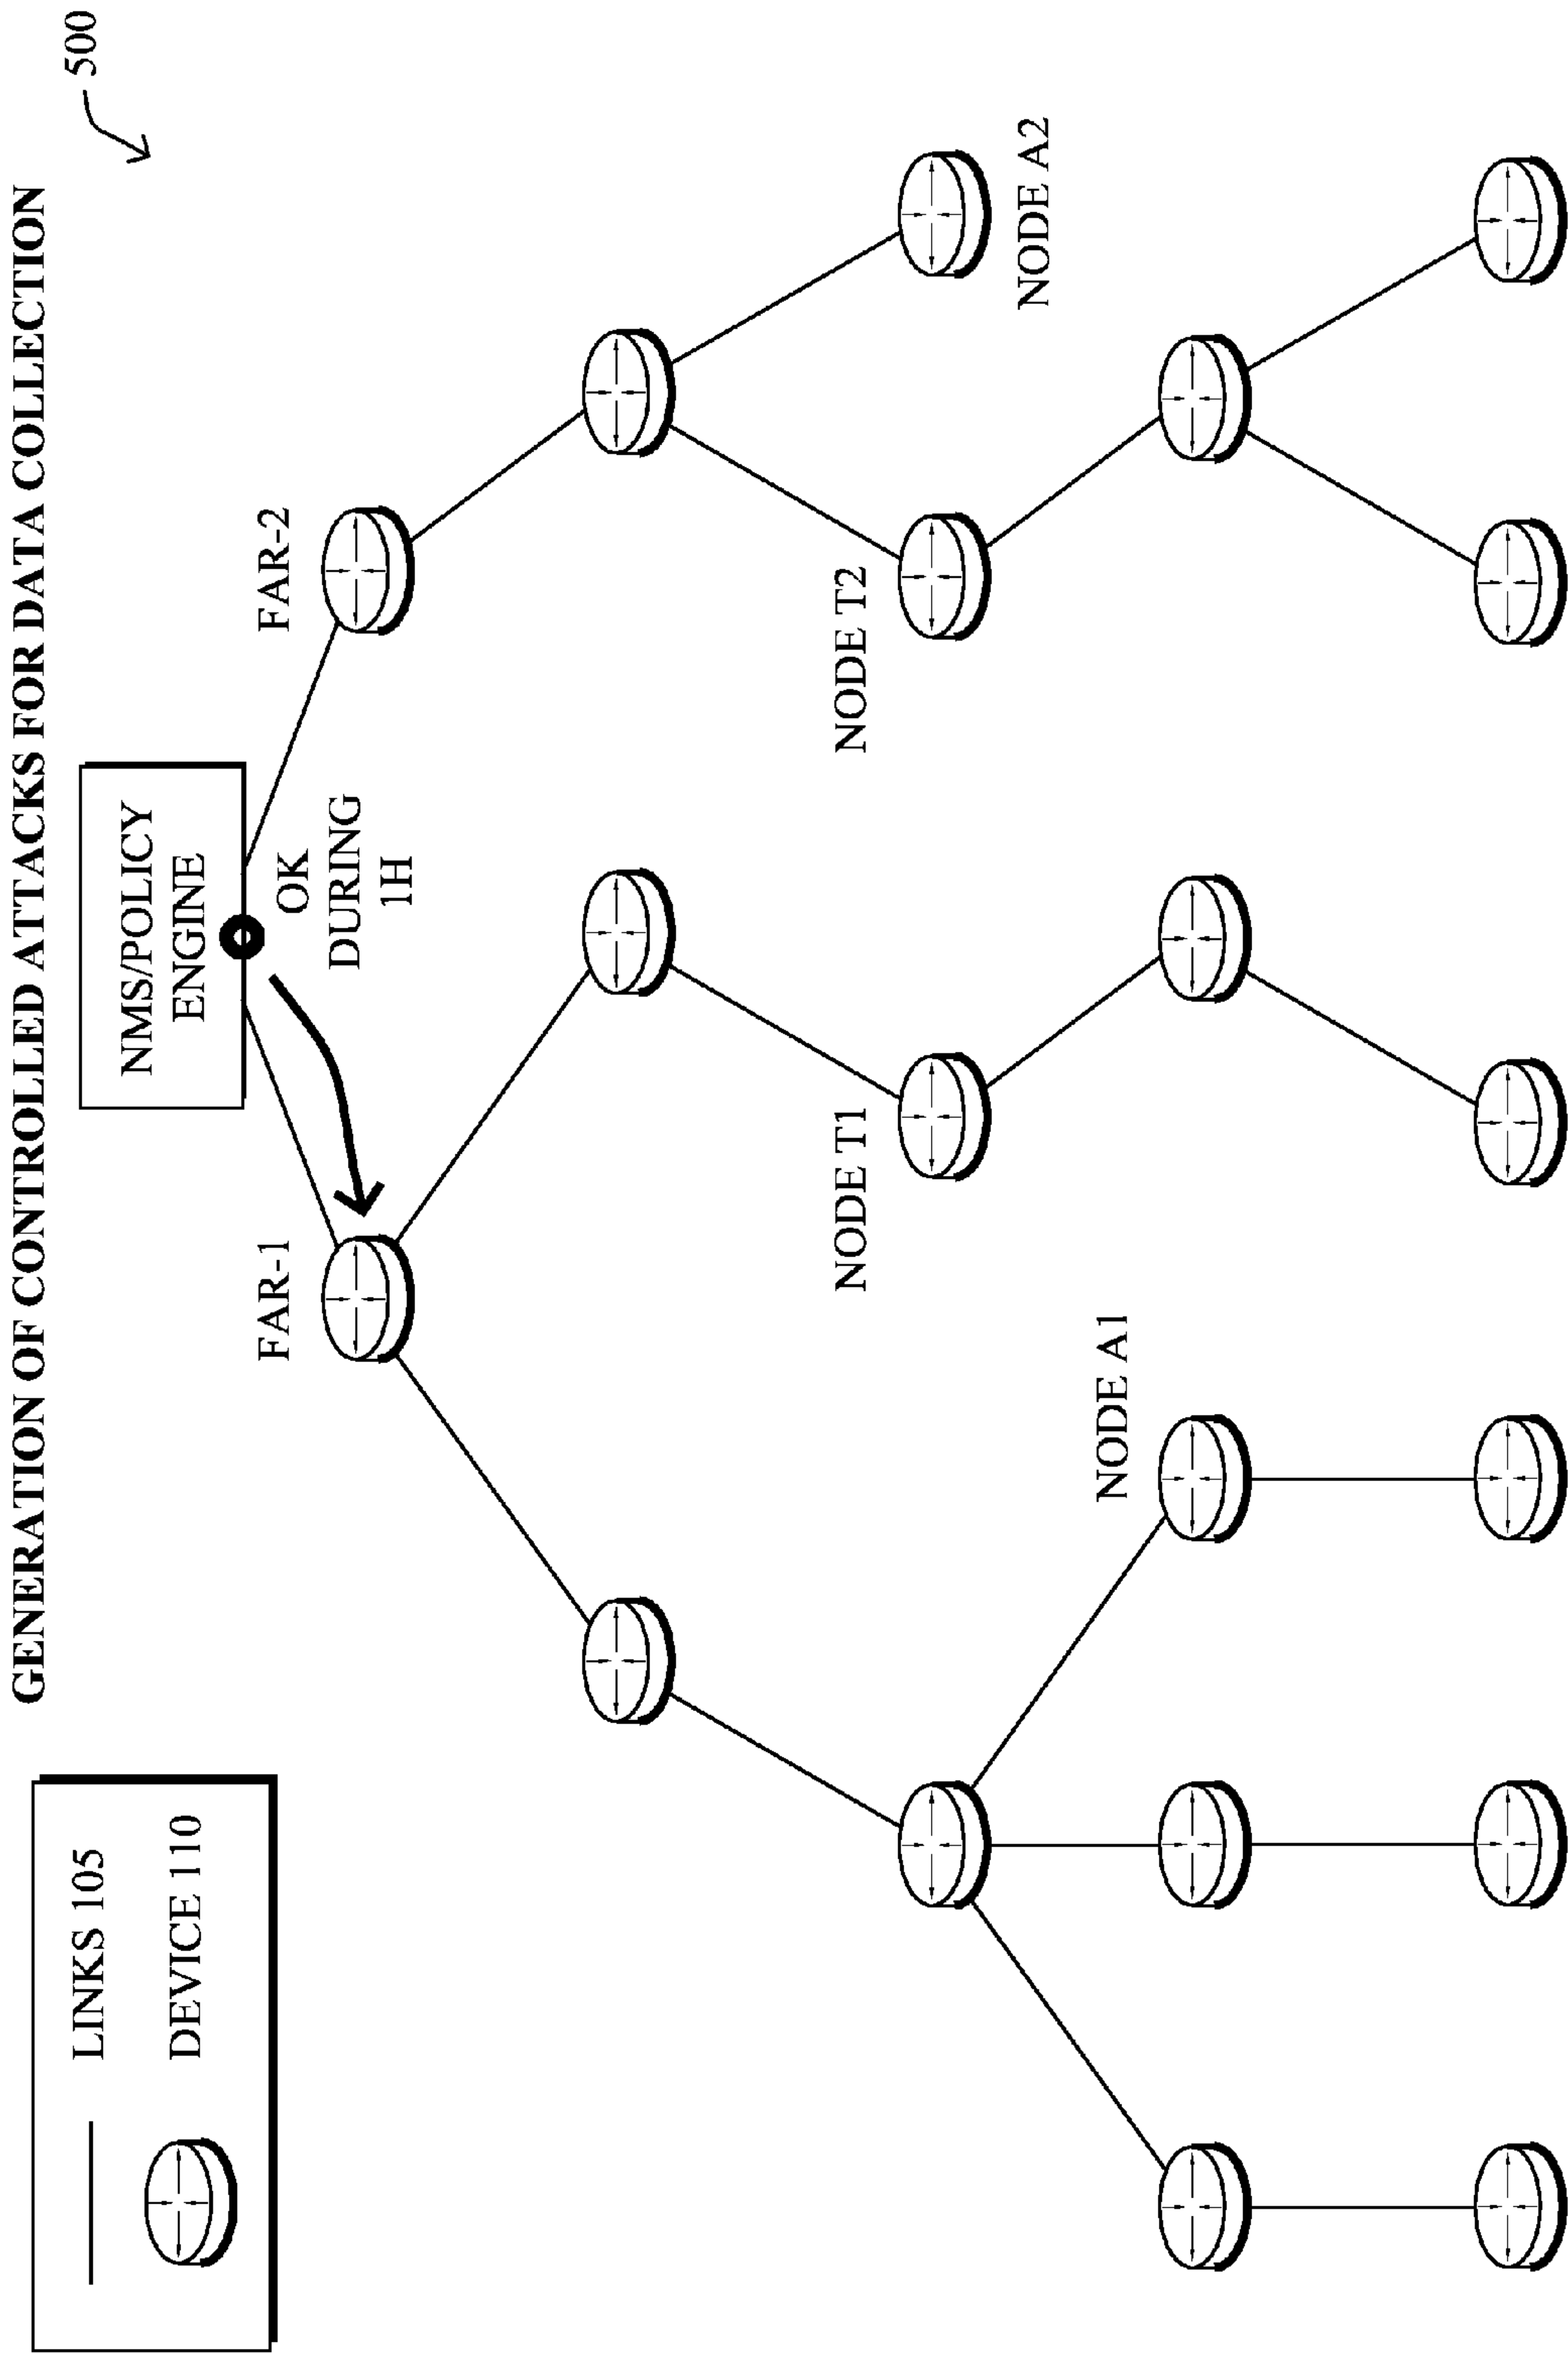 GENERATION OF CONTROLLED ATTACKS FOR DATA COLLECTION
500
LINKS 105
DEVICE 110
NMS/POLICY
ENGINE
OK
DURING
1H
FAR-1
FAR-2
NODE T1
NODE T2
NODE A1
NODE A2